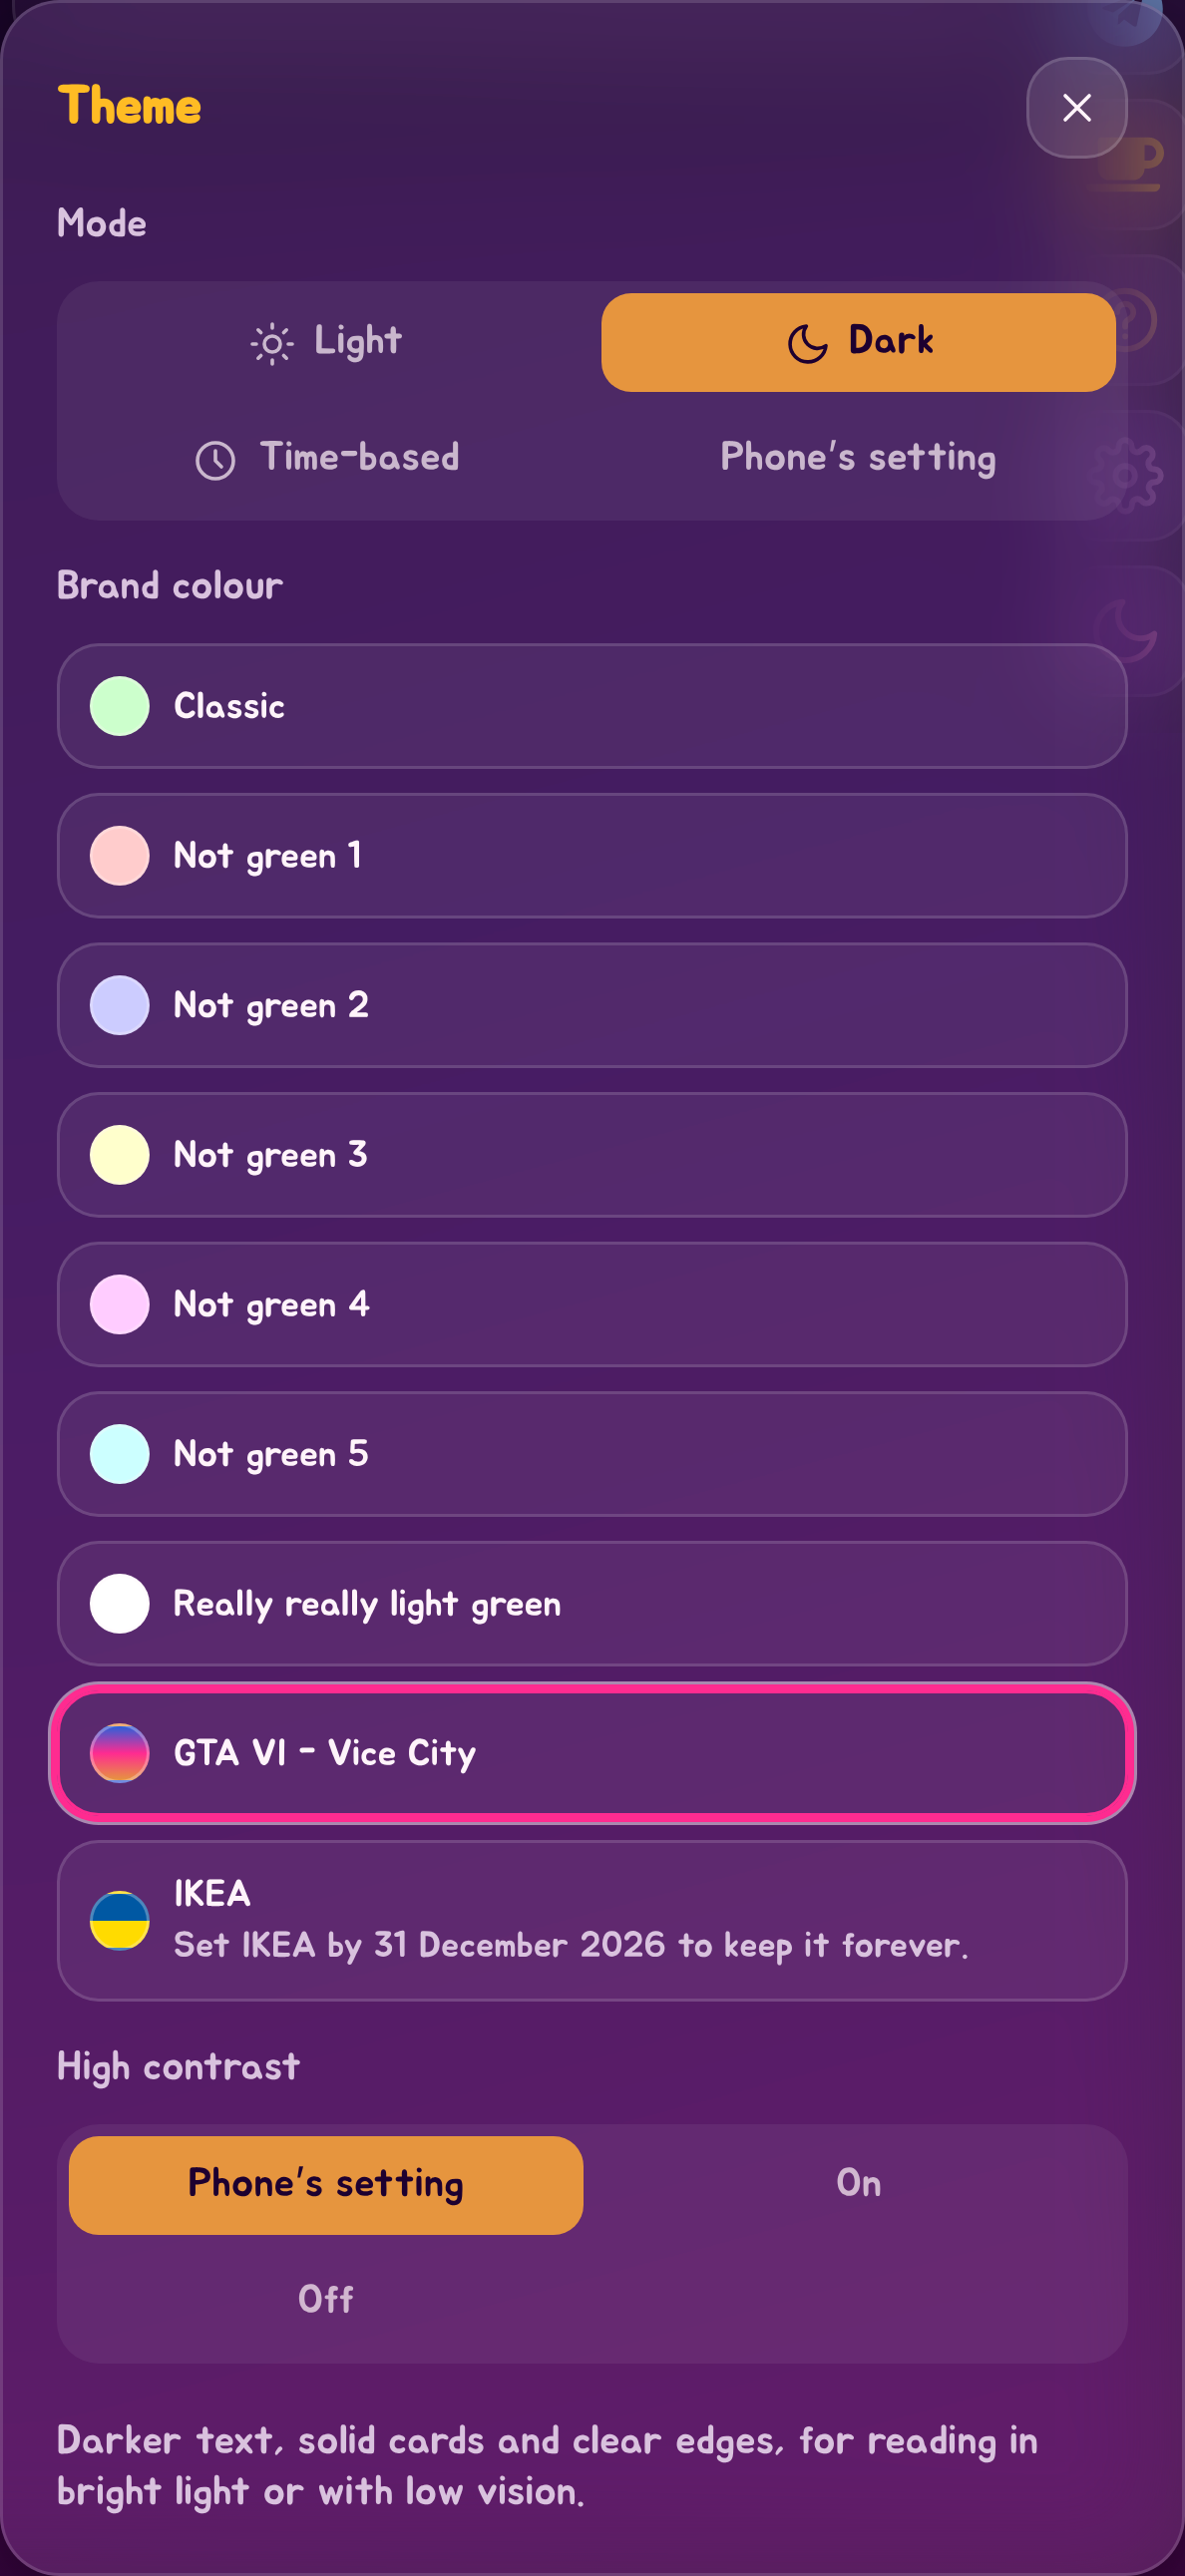 Theme
Mode
Light
Dark
Time-based
Phone's setting
Brand colour
Classic
Not green 1
Not green 2
Not green 3
Not green 4
Not green 5
Really really light green
GTA VI - Vice City
IKEA
Set IKEA by 31 December 2026 to keep it forever.
High contrast
Phone's setting
On
Off
Darker text, solid cards and clear edges, for reading in
bright light or with low vision.